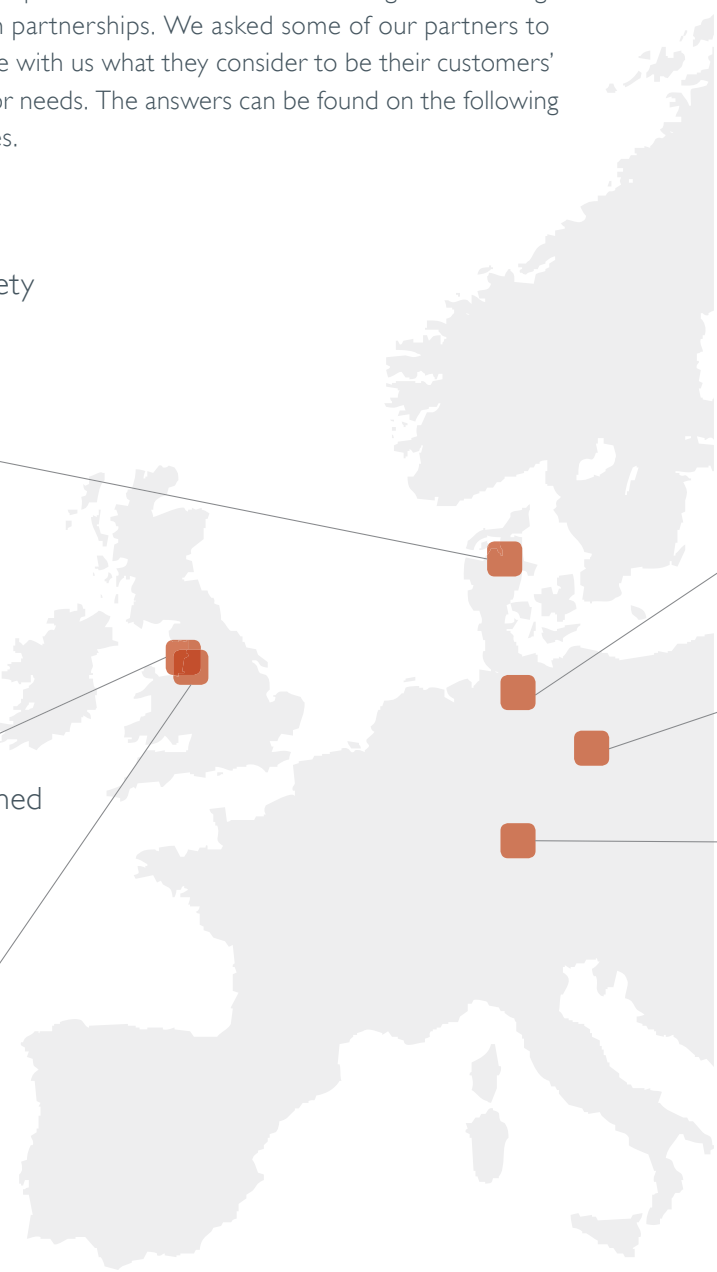 partnerships. We asked some of our partners to
with us what they consider to be their customers’
needs. The answers can be found on the following
ety
ned